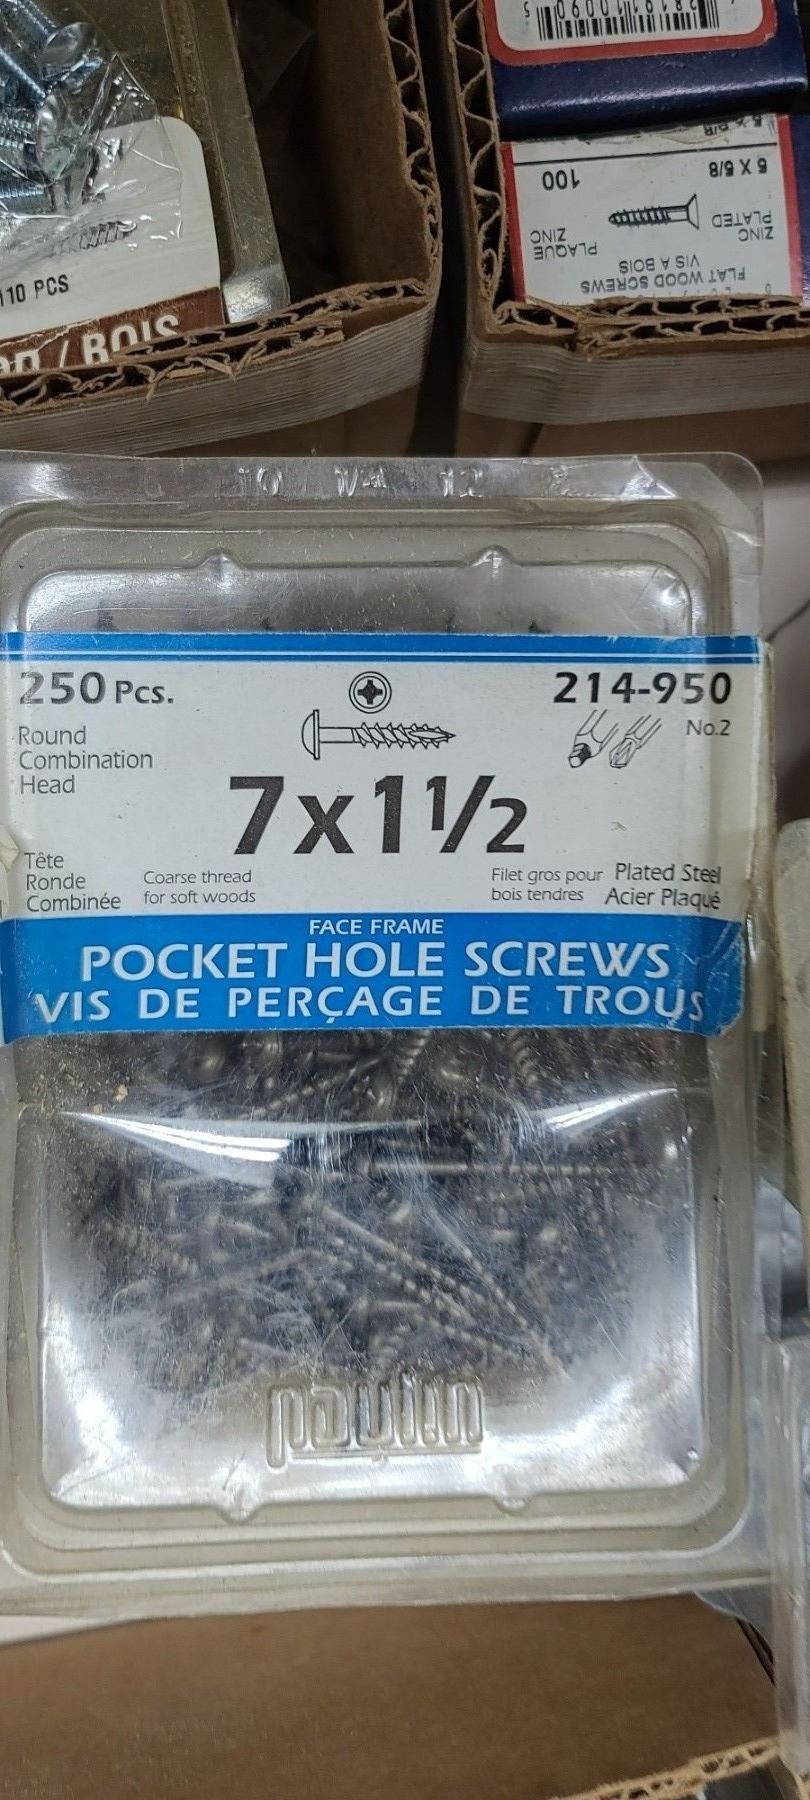 110 PCS
/ BOIS
5 X 5/8
100
ZINC
PLATED
PLAQUE
ZINC
FLAT WOOD SCREWS
VIS A BOIS
10 1/4 12
250 Pcs.
214-950
Round
Combination
Head
No.2
7x1 1/2
Tête
Ronde
Combinée
Coarse thread
for soft woods
Filet gros pour
bois tendres
Plated Steel
Acier Plaqué
FACE FRAME
POCKET HOLE SCREWS
VIS DE PERÇAGE DE TROUS
paulin